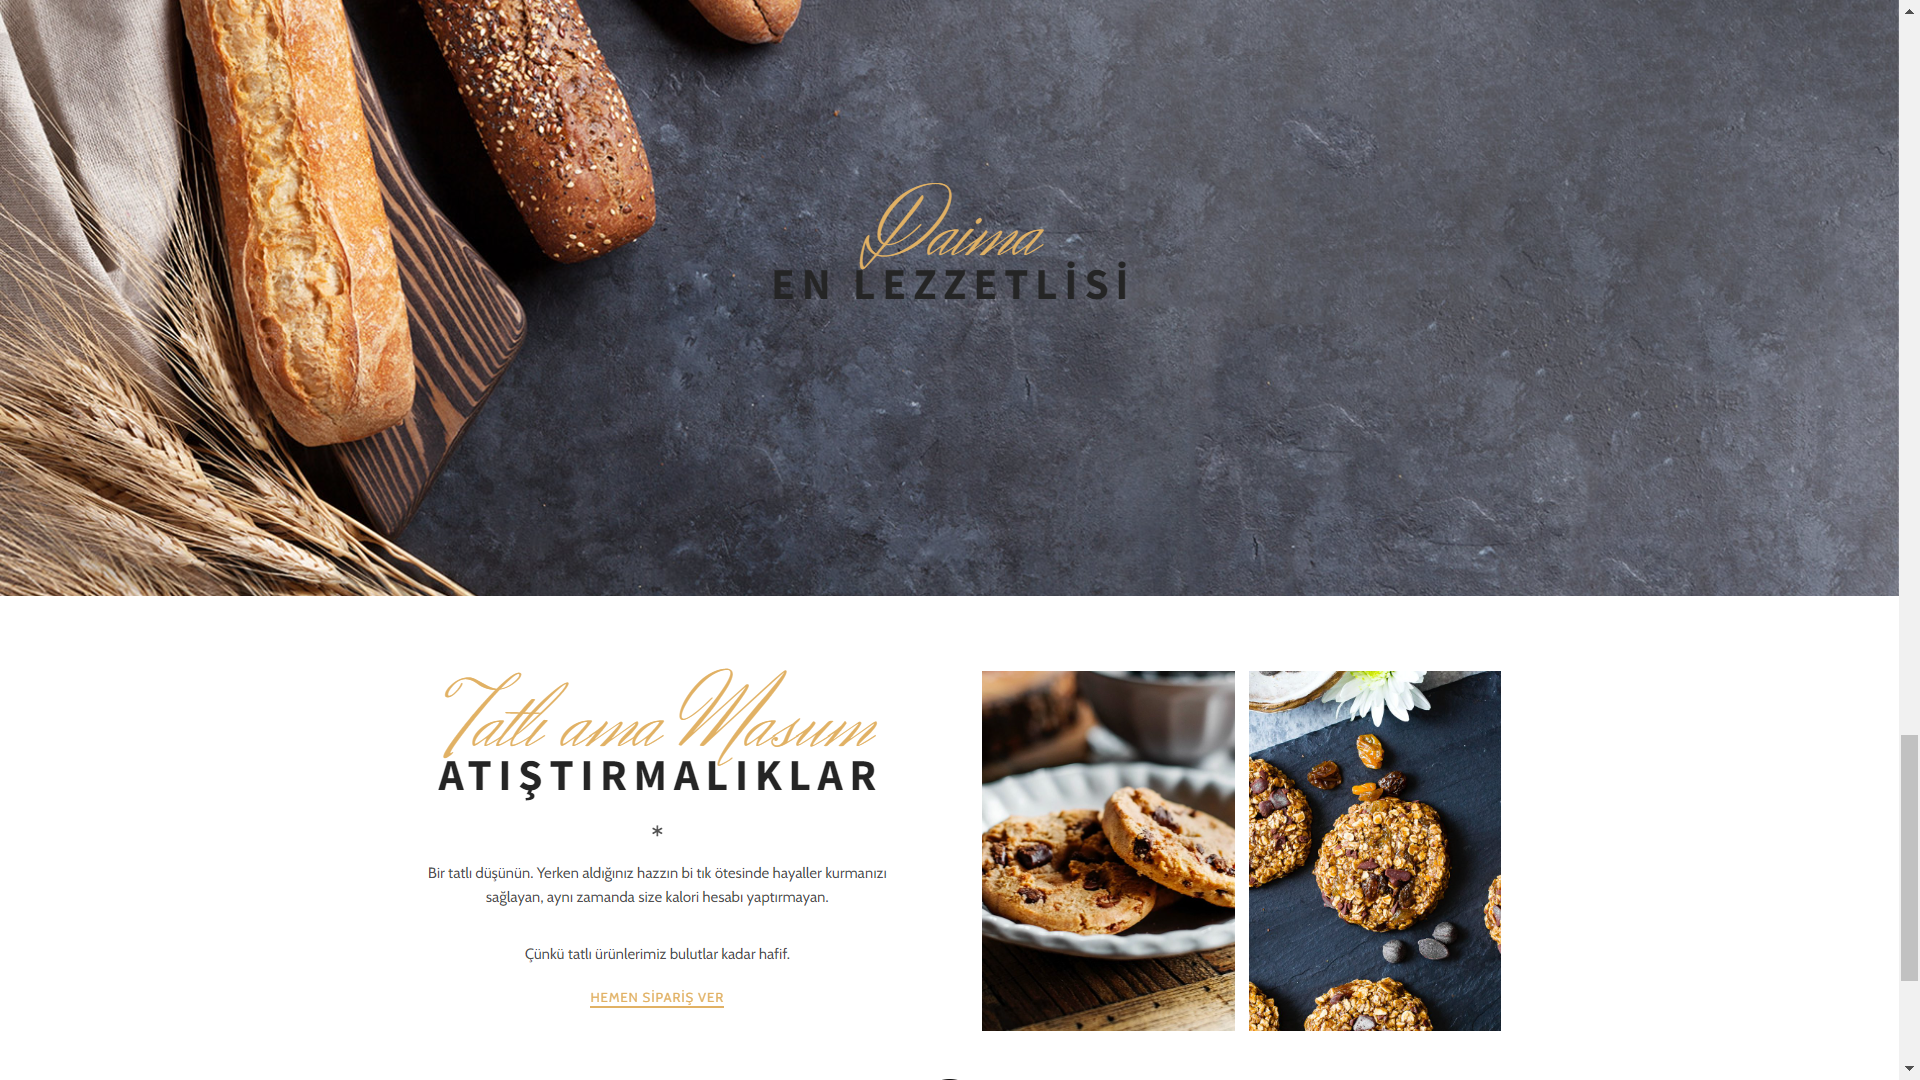 Daima
EN LEZZETLİSİ
Tatlı ama Masum
ATIŞTIRMALIKLAR
*
Bir tatlı düşünün. Yerken aldığınız hazzın bi tık ötesinde hayaller kurmanızı
sağlayan, aynı zamanda size kalori hesabı yaptırmayan.
Çünkü tatlı ürünlerimiz bulutlar kadar hafif.
HEMEN SİPARİŞ VER